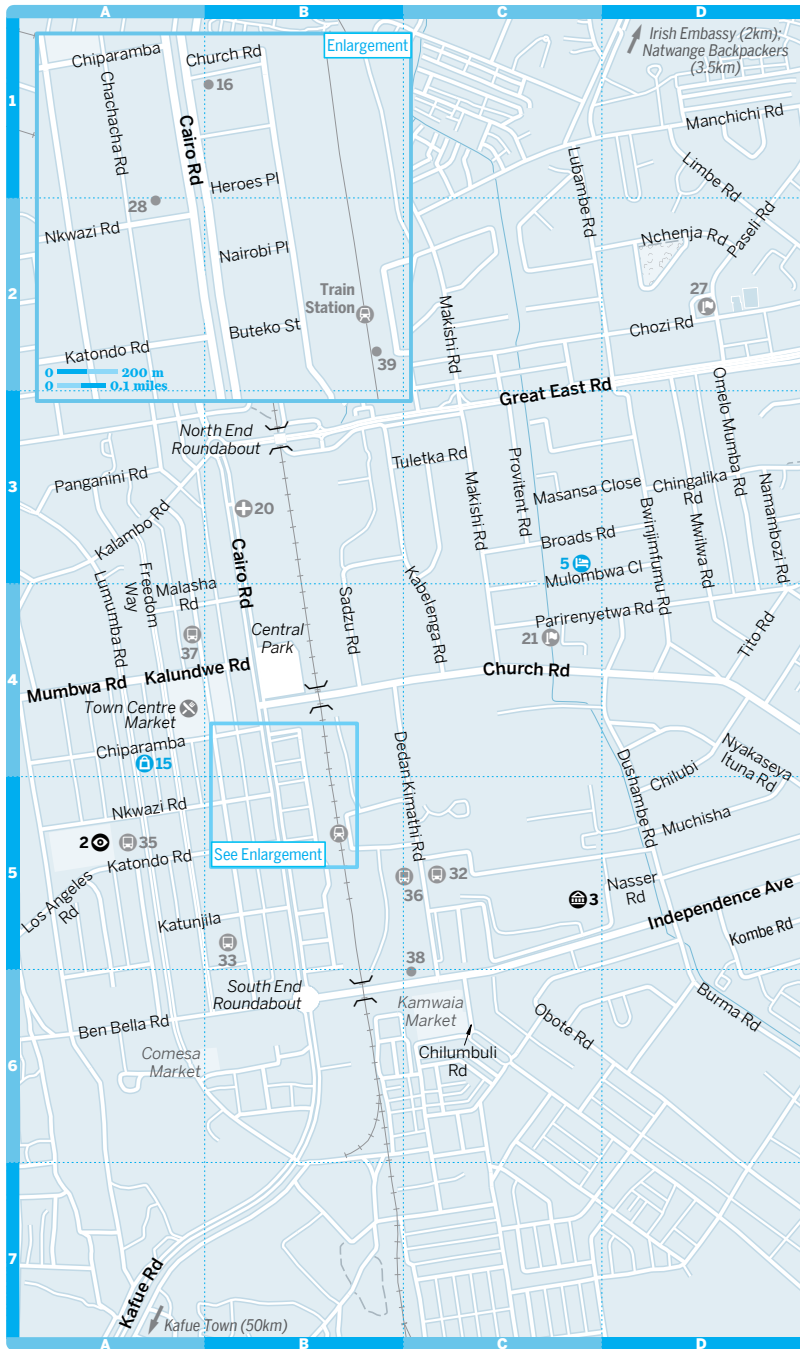 A
B
C
D
Enlargement
Irish Embassy (2km);
Natwange Backpackers
(3.5km)
Chiparamba
Church Rd
16
1
Chachacha Rd
Cairo Rd
Manchichi Rd
Limbe Rd
Lubambe Rd
Heroes Pl
28
Nkwazi Rd
Nairobi Pl
Paseli Rd
Nchenja Rd
2
Train
Station
27
Makishi Rd
Buteko St
Chozi Rd
Katondo Rd
39
0 200 m
0 0.1 miles
Great East Rd
Omelo Mumba Rd
North End
Roundabout
Tuletka Rd
Provitent Rd
Panganini Rd
3
Makishi Rd
Masansa Close
Chingalika
Rd
Namambozi Rd
20
Kalambo Rd
Broads Rd
Bwinjimfumu Rd
Mwilwa Rd
Cairo Rd
5
Mulombwa Cl
Lumumba Rd
Freedom
Way
Malasha
Rd
Sadzu Rd
Kabelenga Rd
Parirenyetwa Rd
Tito Rd
37
Central
Park
21
Mumbwa Rd
Kalundwe Rd
Church Rd
4
Town Centre
Market
Chiparamba
15
Dedan Kimathi Rd
Dushambe Rd
Chilubi
Nyakaseya
Ituna Rd
Nkwazi Rd
Muchisha
2
35
Katondo Rd
See Enlargement
5
36
32
Los Angeles
Rd
3
Nasser
Rd
Independence Ave
Katunjila
33
Kombe Rd
38
South End
Roundabout
Kamwaia
Market
Ben Bella Rd
Obote Rd
Burma Rd
Comesa
Market
Chilumbuli
Rd
6
7
Kafue Rd
Kafue Town (50km)
A
B
C
D